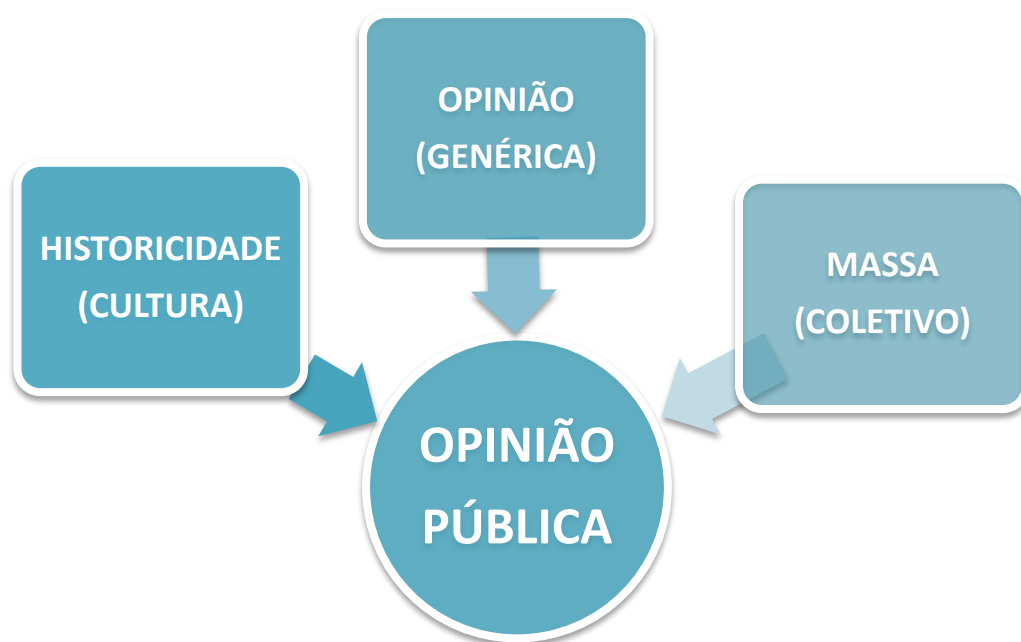 OPINIÃO
(GENÉRICA)
HISTORICIDADE
(CULTURA)
MASSA
(COLETIVO)
OPINIÃO
PÚBLICA